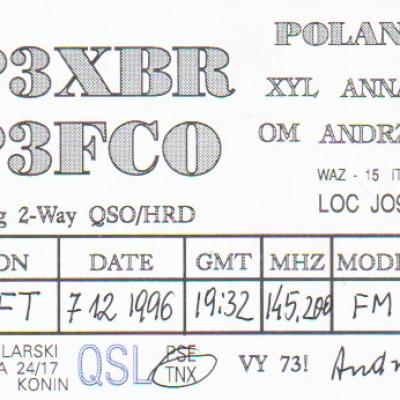 POLAN
P3XBR
XYL ANNA
P3FCO
OM ANDRZ
WAZ - 15 IT
LOC JO9
g 2-Way QSO/HRD
ON DATE GMT MHZ MODE
FT 7 12 1996 19:32 145,200 FM
LARSKI
A 24/17
KONIN
QSL PSE
TNX
VY 73! Andr